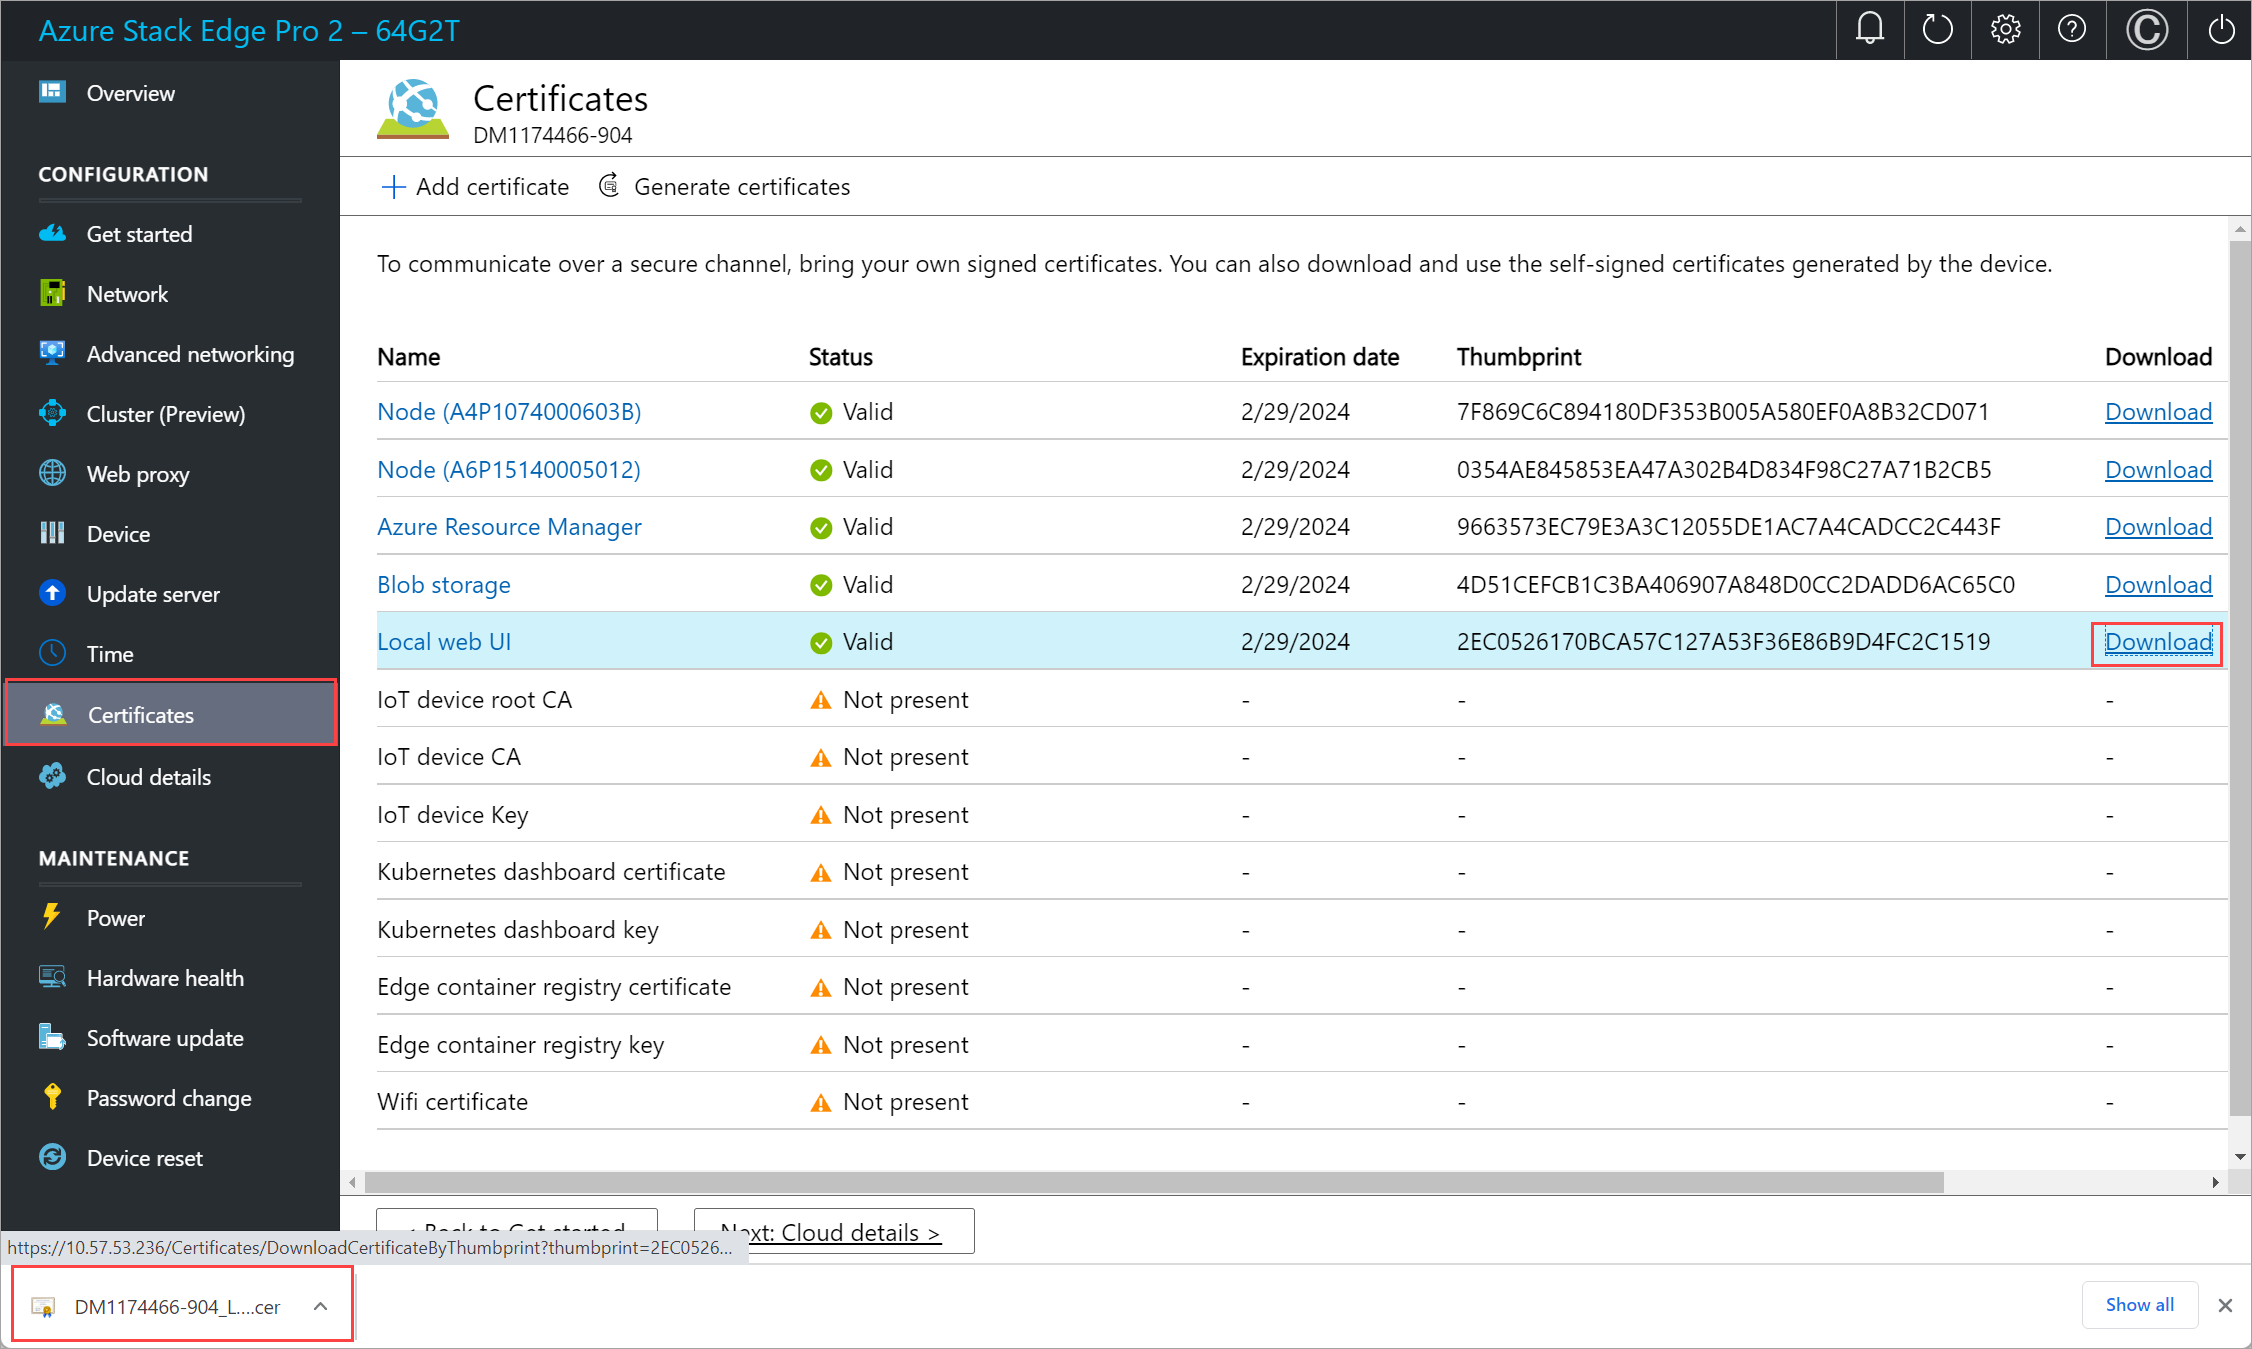 Azure Stack Edge Pro 2 – 64G2T
Overview
CONFIGURATION
Get started
Network
Advanced networking
Cluster (Preview)
Web proxy
Device
Update server
Time
Certificates
Cloud details
MAINTENANCE
Power
Hardware health
Software update
Password change
Device reset
Certificates
DM1174466-904
Add certificate Generate certificates
To communicate over a secure channel, bring your own signed certificates. You can also download and use the self-signed certificates generated by the device.
Name Status Expiration date Thumbprint Download
Node (A4P1074000603B) Valid 2/29/2024 7F869C6C894180DF353B005A580EF0A8B32CD071 Download
Node (A6P15140005012) Valid 2/29/2024 0354AE845853EA47A302B4D834F98C27A71B2CB5 Download
Azure Resource Manager Valid 2/29/2024 9663573EC79E3A3C12055DE1AC7A4CADCC2C443F Download
Blob storage Valid 2/29/2024 4D51CEFCB1C3BA406907A848D0CC2DADD6AC65C0 Download
Local web UI Valid 2/29/2024 2EC0526170BCA57C127A53F36E86B9D4FC2C1519 Download
IoT device root CA Not present - - -
IoT device CA Not present - - -
IoT device Key Not present - - -
Kubernetes dashboard certificate Not present - - -
Kubernetes dashboard key Not present - - -
Edge container registry certificate Not present - - -
Edge container registry key Not present - - -
Wifi certificate Not present - - -
< Back to Get started Next: Cloud details >
https://10.57.53.236/Certificates/DownloadCertificateByThumbprint?thumbprint=2EC0526...
DM1174466-904_L....cer
Show all